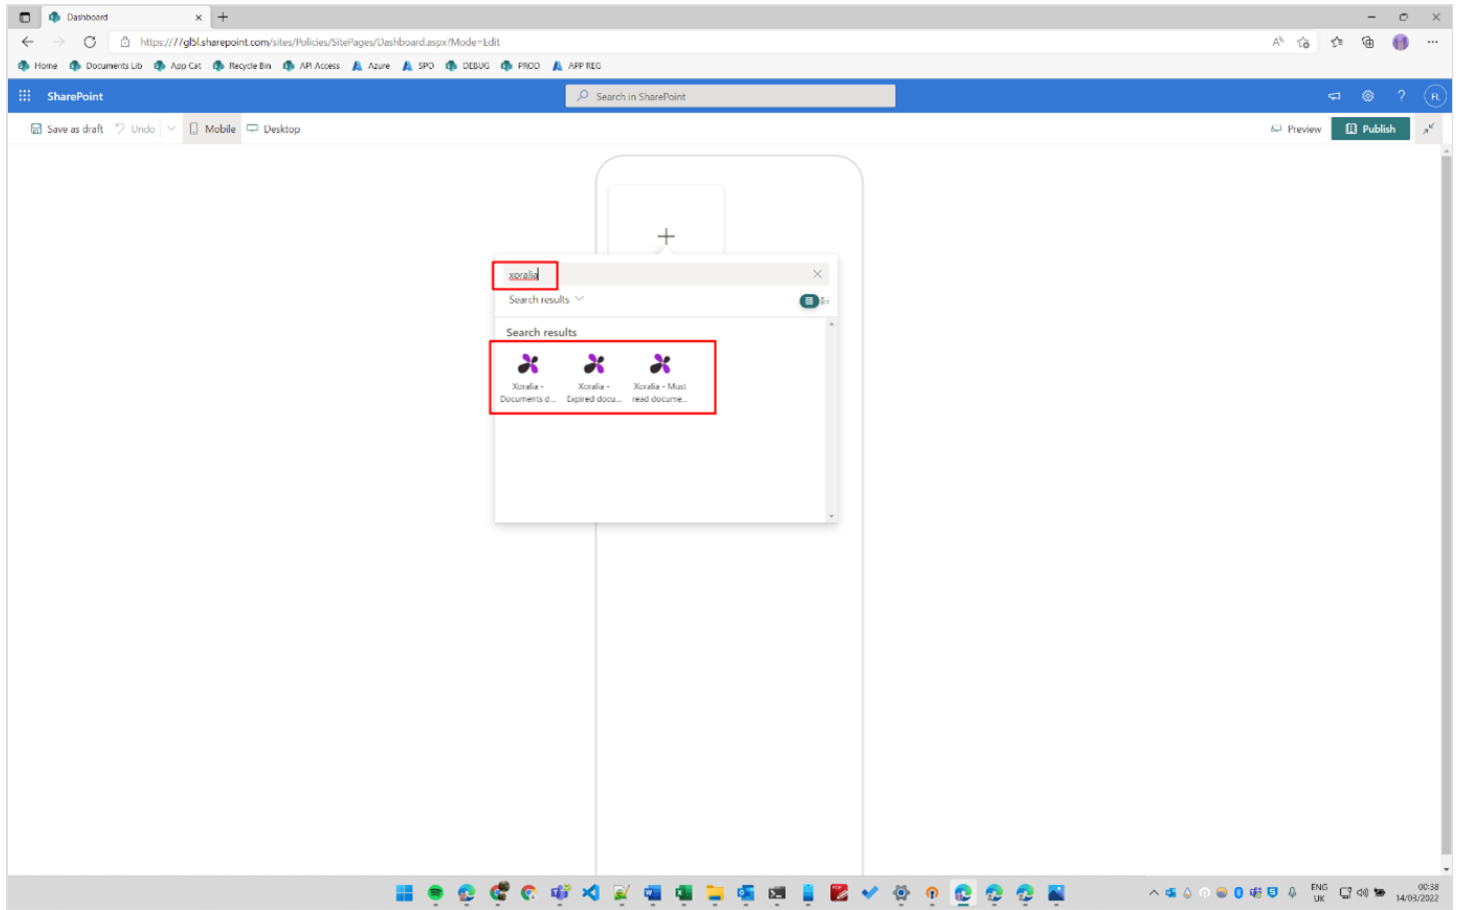 Dashboard
https://77gl5l.sharepoint.com/sites/Policies/SitePages/Dashboard.aspx?Mode=Edit
Home Documents Lib App Cat Recycle Bin API Access Azure SPO DEBUG PROD APP REG
SharePoint Search in SharePoint ? FL
Save as draft Undo Mobile Desktop Preview Publish
xoralia
Search results
Search results
Xoralia - Xoralia - Xoralia - Must
Documents d... Expired docu... read docume...
ENG 00:38
UK 14/03/2022